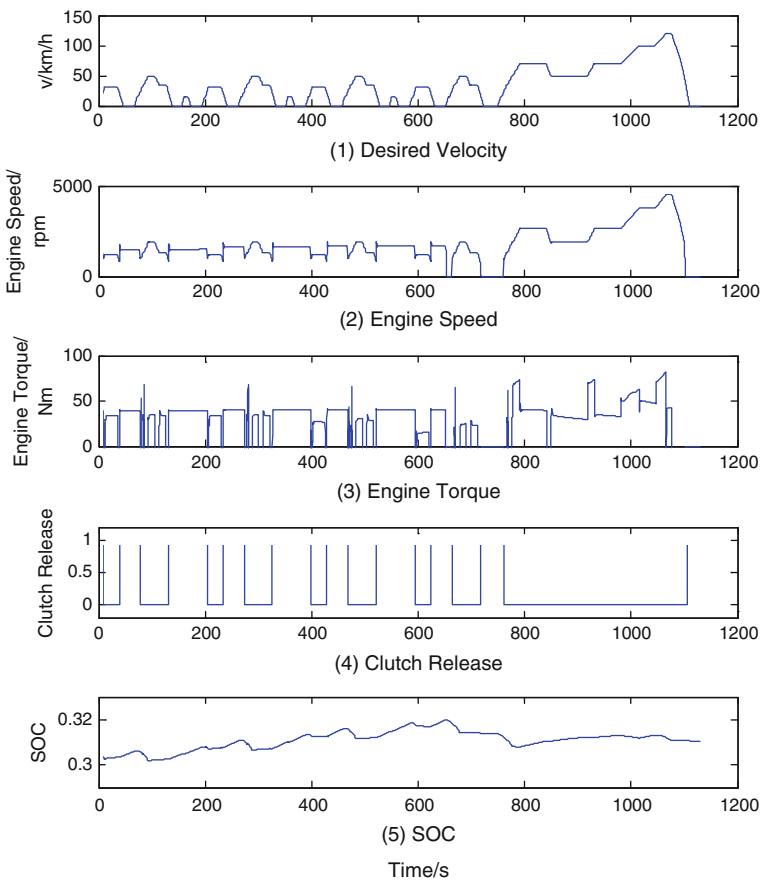 150
100
50
0
v/km/h
0 200 400 600 800 1000 1200
(1) Desired Velocity
5000
0
Engine Speed/
rpm
0 200 400 600 800 1000 1200
(2) Engine Speed
100
50
0
Engine Torque/
Nm
0 200 400 600 800 1000 1200
(3) Engine Torque
1
0.5
0
Clutch Release
0 200 400 600 800 1000 1200
(4) Clutch Release
0.32
0.3
SOC
0 200 400 600 800 1000 1200
(5) SOC
Time/s